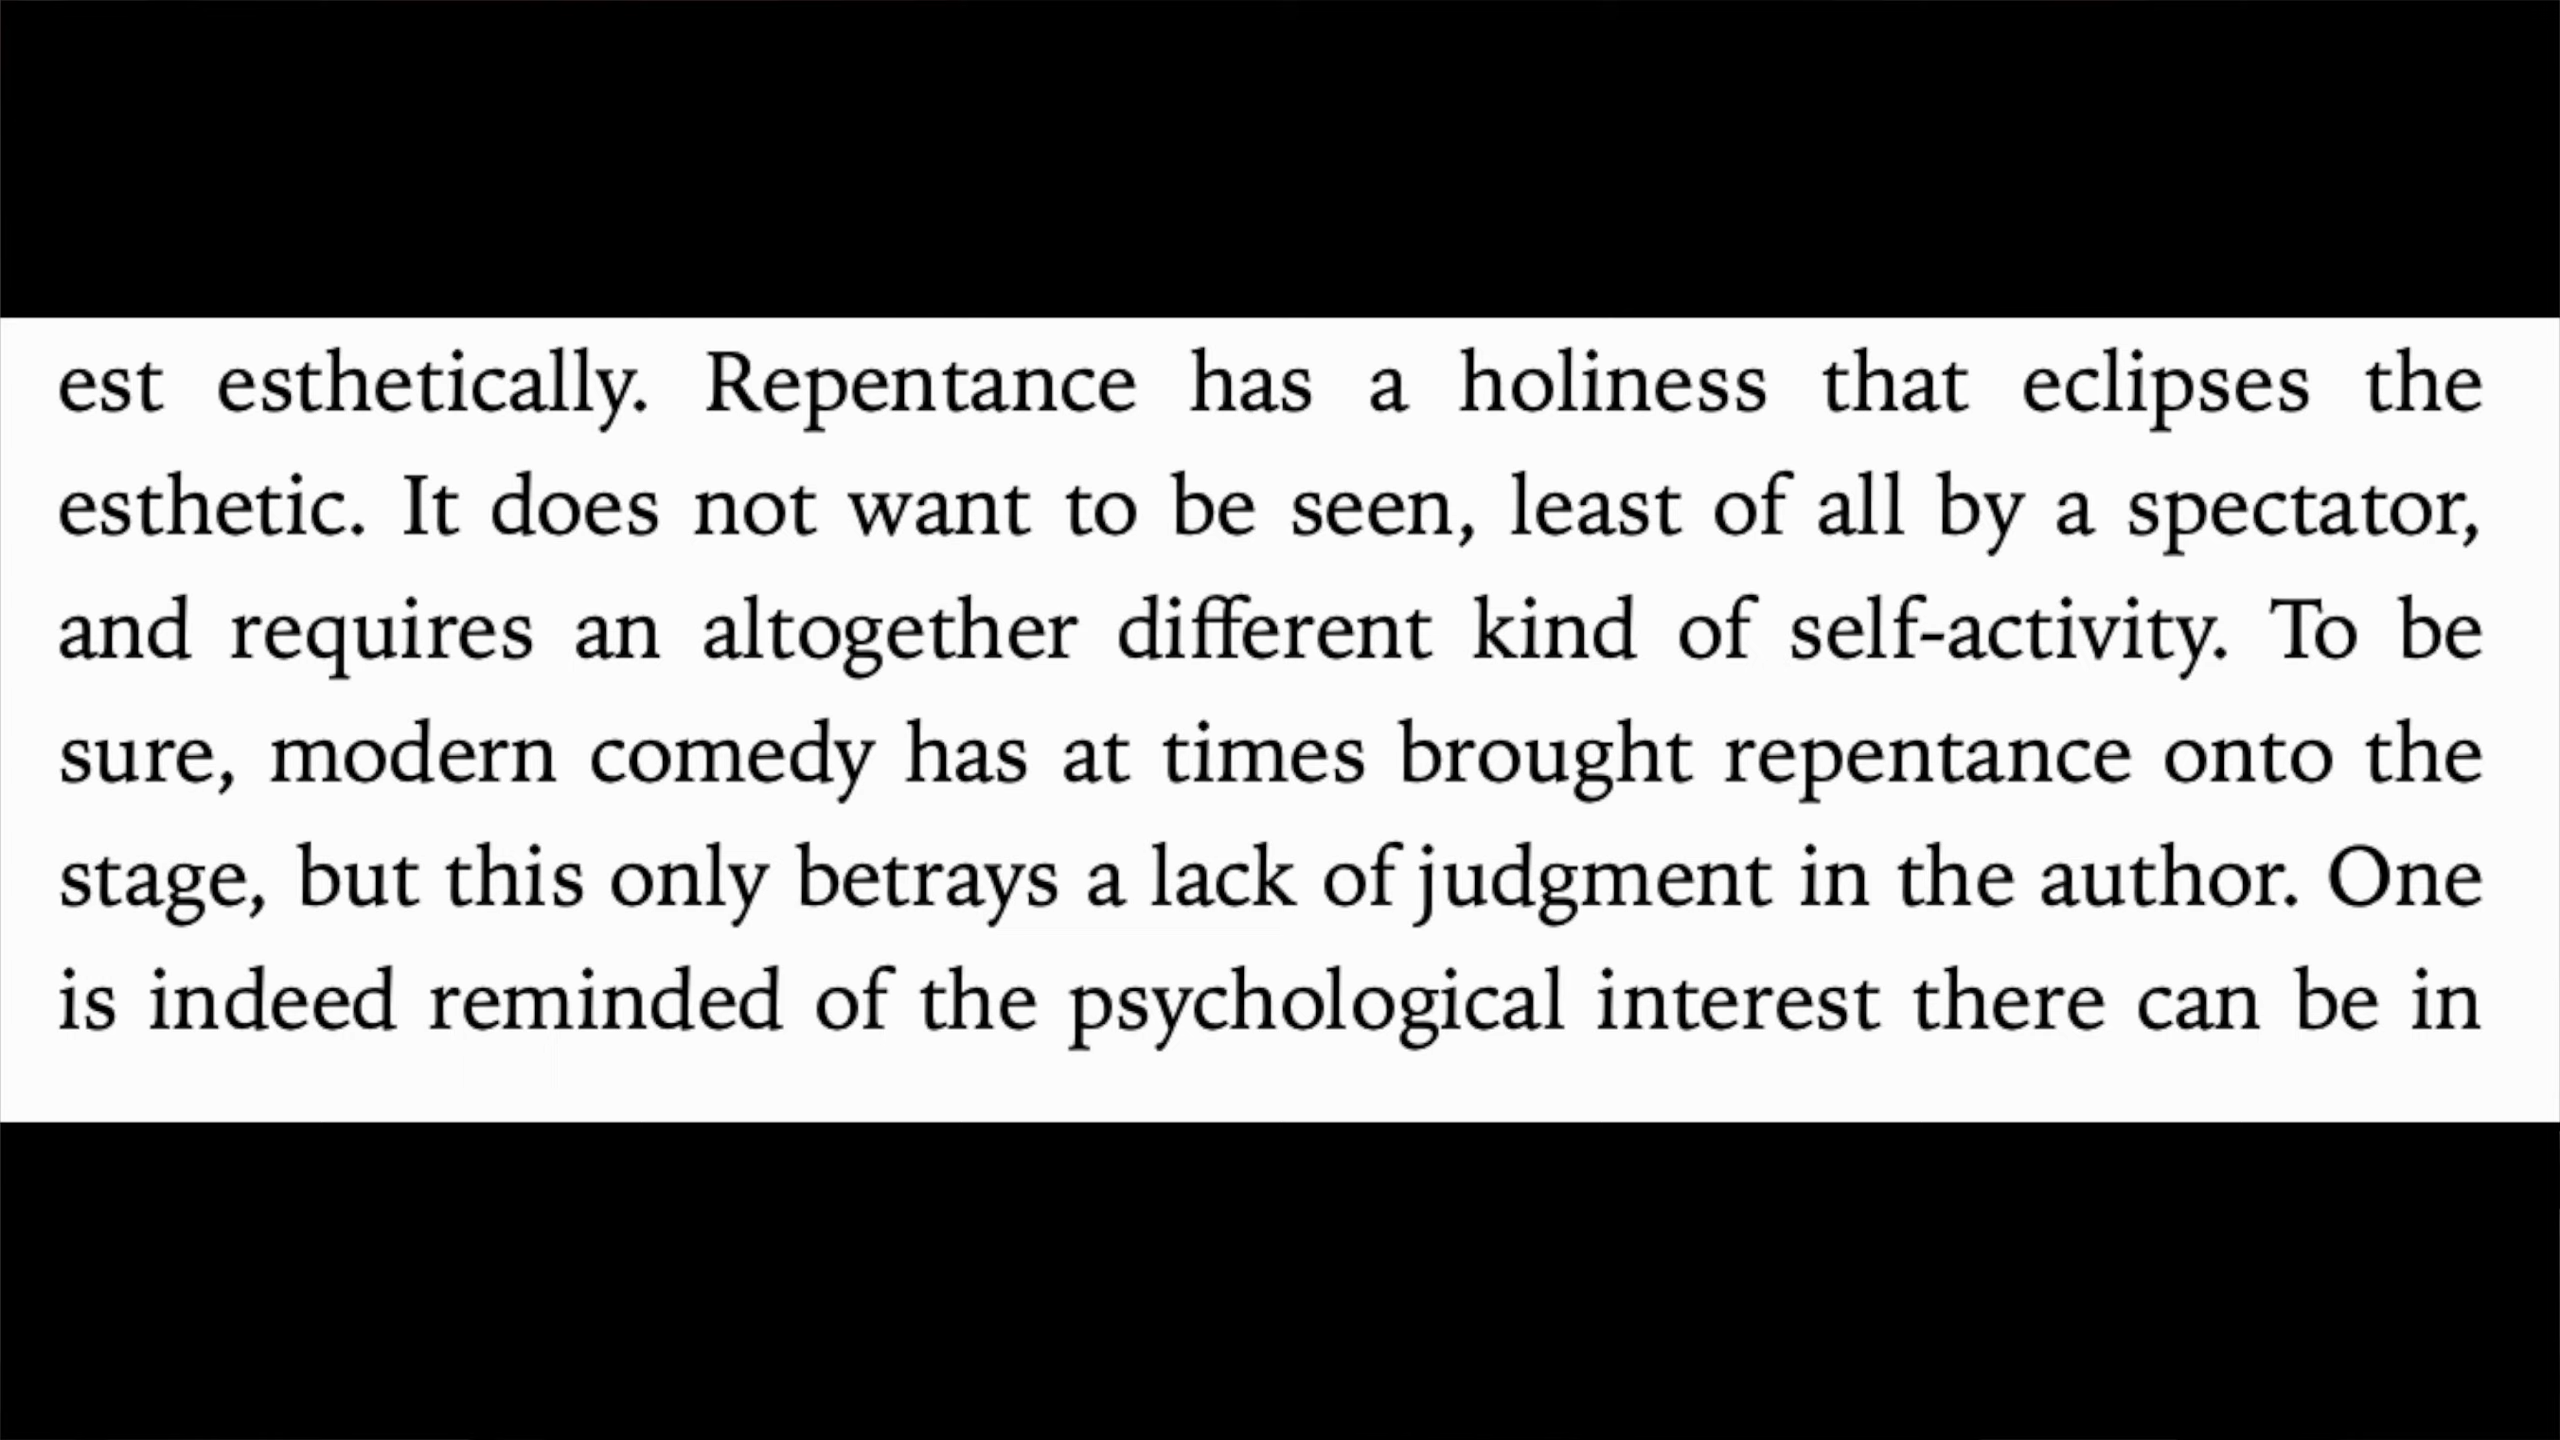 est esthetically. Repentance has a holiness that eclipses the
esthetic. It does not want to be seen, least of all by a spectator,
and requires an altogether different kind of self-activity. To be
sure, modern comedy has at times brought repentance onto the
stage, but this only betrays a lack of judgment in the author. One
is indeed reminded of the psychological interest there can be in